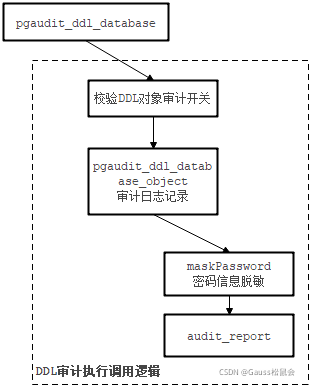 pgaudit_ddl_database
校验DDL对象审计开关
pgaudit_ddl_datab
ase_object
审计日志记录
maskPassword
密码信息脱敏
audit_report
DDL审计执行调用逻辑
CSDN @Gauss松鼠会